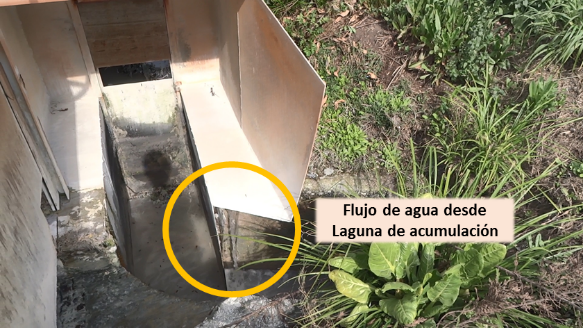 Flujo de agua desde
Laguna de acumulación